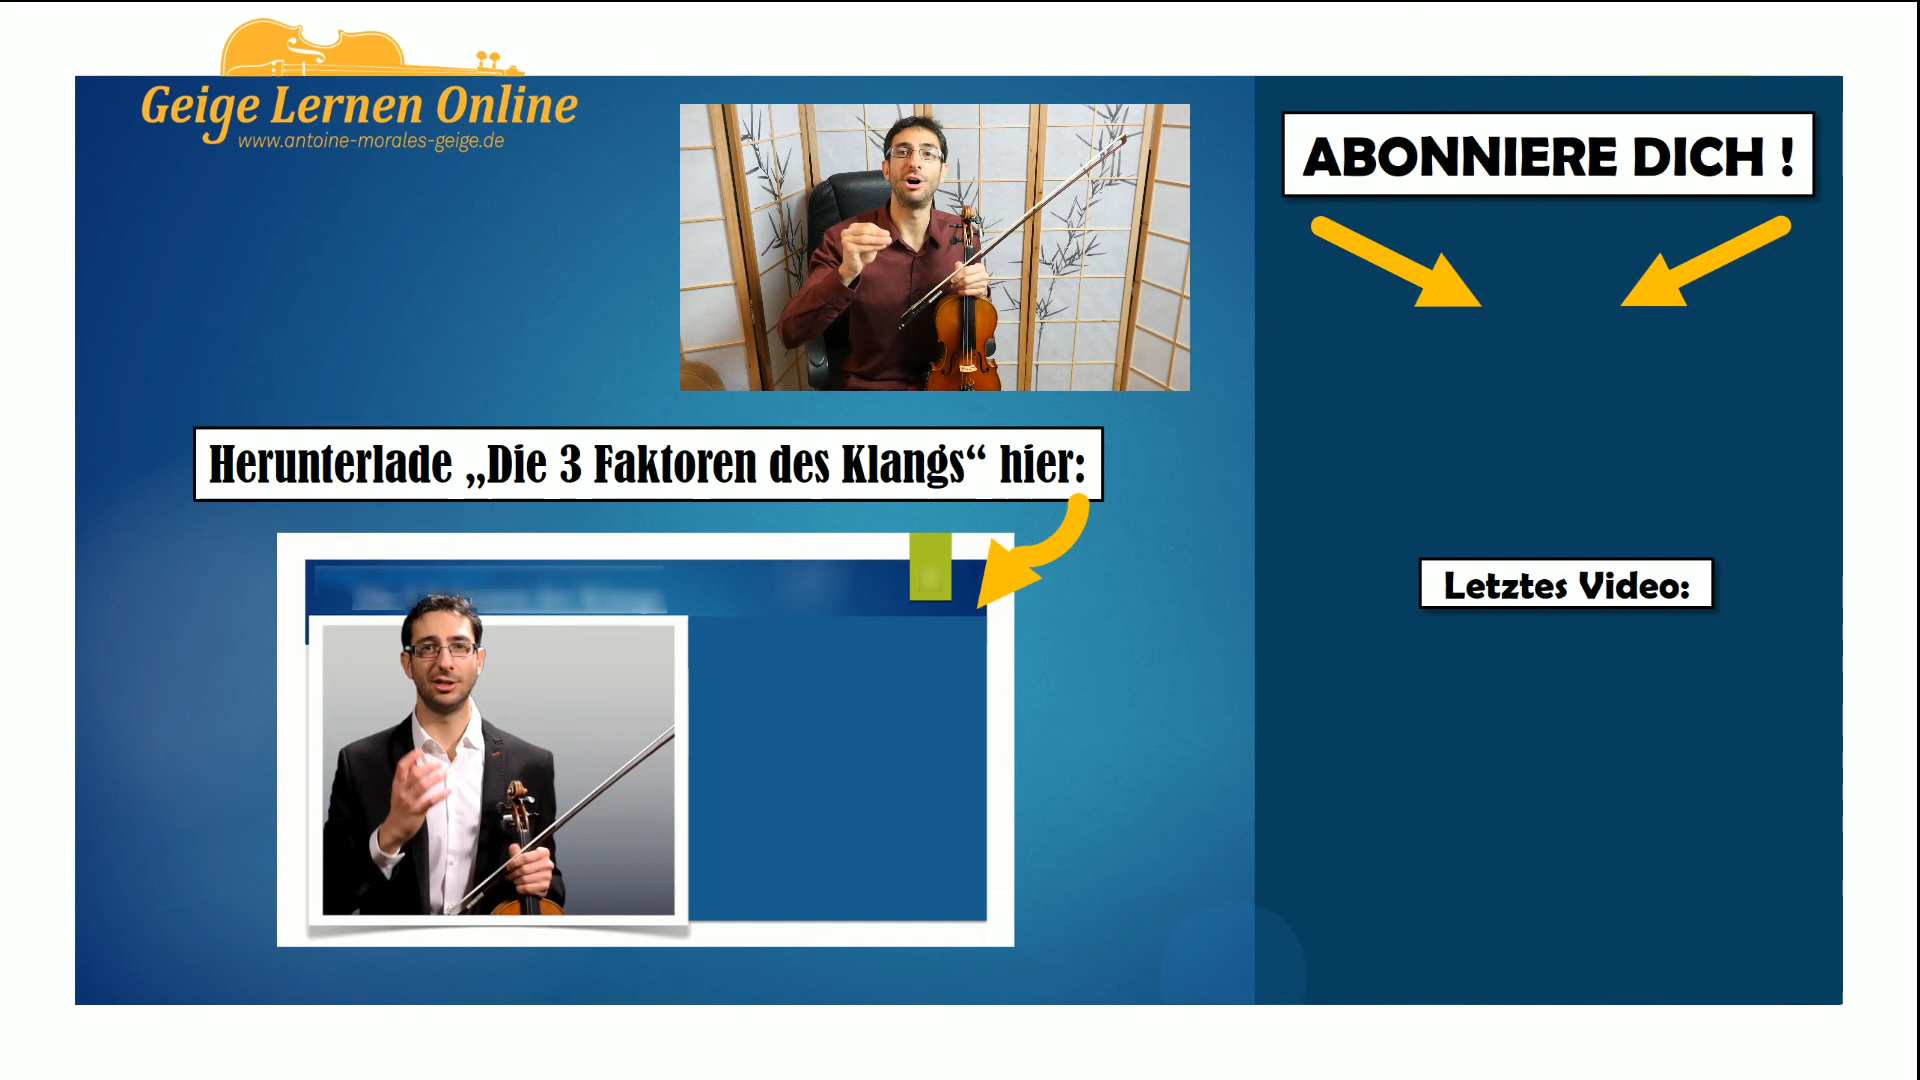 Geige Lernen Online
www.antoine-morales-geige.de
ABONNIERE DICH !
Herunterlade „Die 3 Faktoren des Klangs“ hier:
Letztes Video: